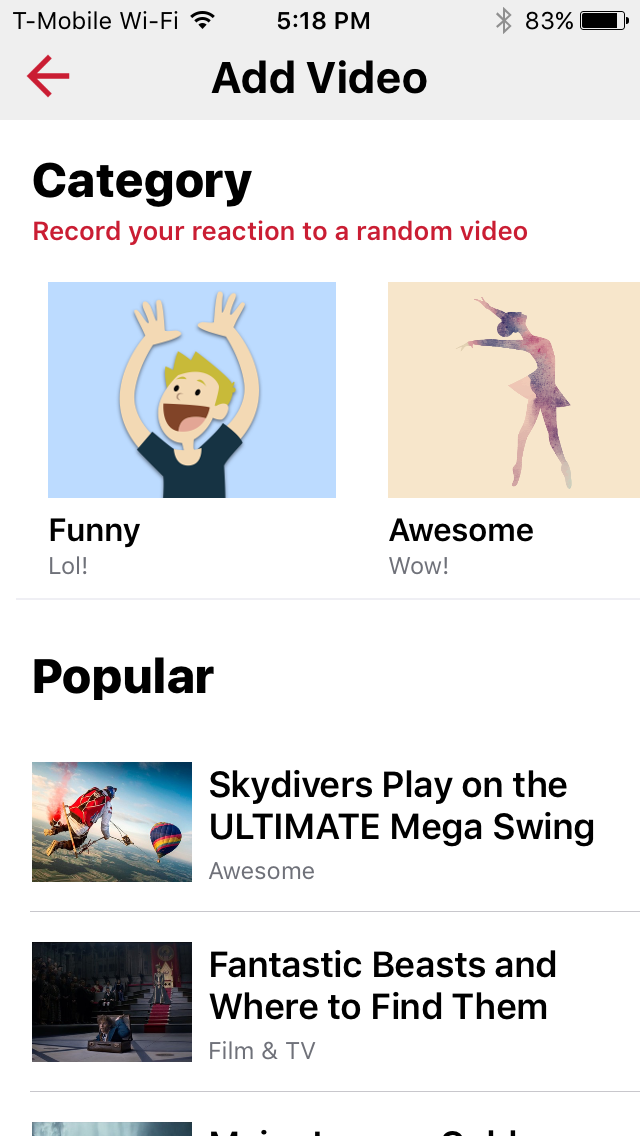 T-Mobile Wi-Fi 5:18 PM 83%
Add Video
Category
Record your reaction to a random video
Funny
Lol!
Awesome
Wow!
Popular
Skydivers Play on the
ULTIMATE Mega Swing
Awesome
Fantastic Beasts and
Where to Find Them
Film & TV